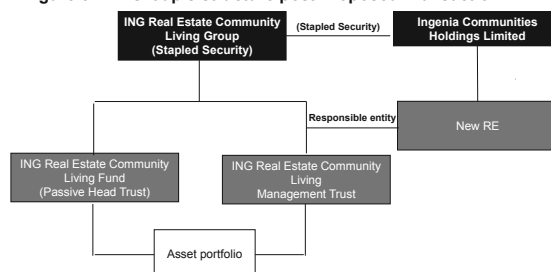 ING Real Estate Community
Living Group
(Stapled Security)
(Stapled Security)
Ingenia Communities
Holdings Limited
Responsible entity
New RE
ING Real Estate Community
Living Fund
(Passive Head Trust)
ING Real Estate Community
Living
Management Trust
Asset portfolio